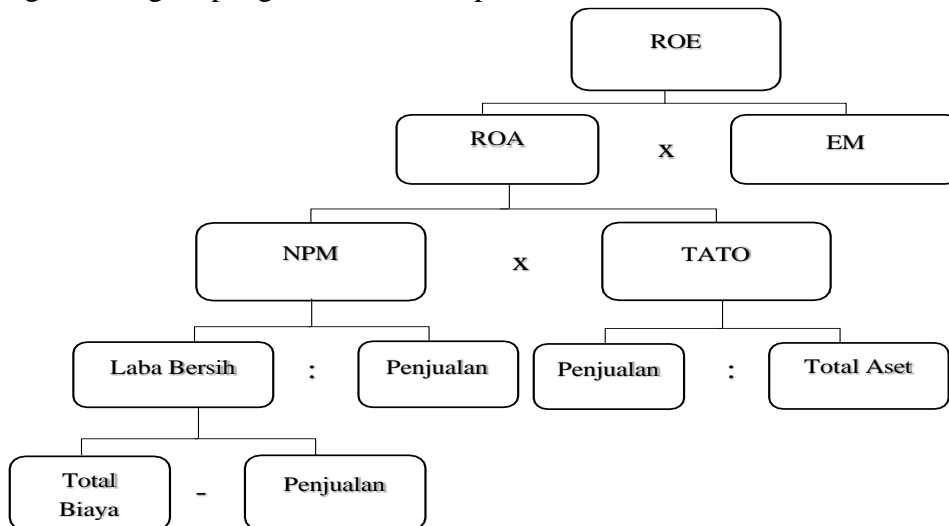 ROE
ROA
x
EM
NPM
x
TATO
Laba Bersih
:
Penjualan
Penjualan
:
Total Aset
Total
Biaya
-
Penjualan